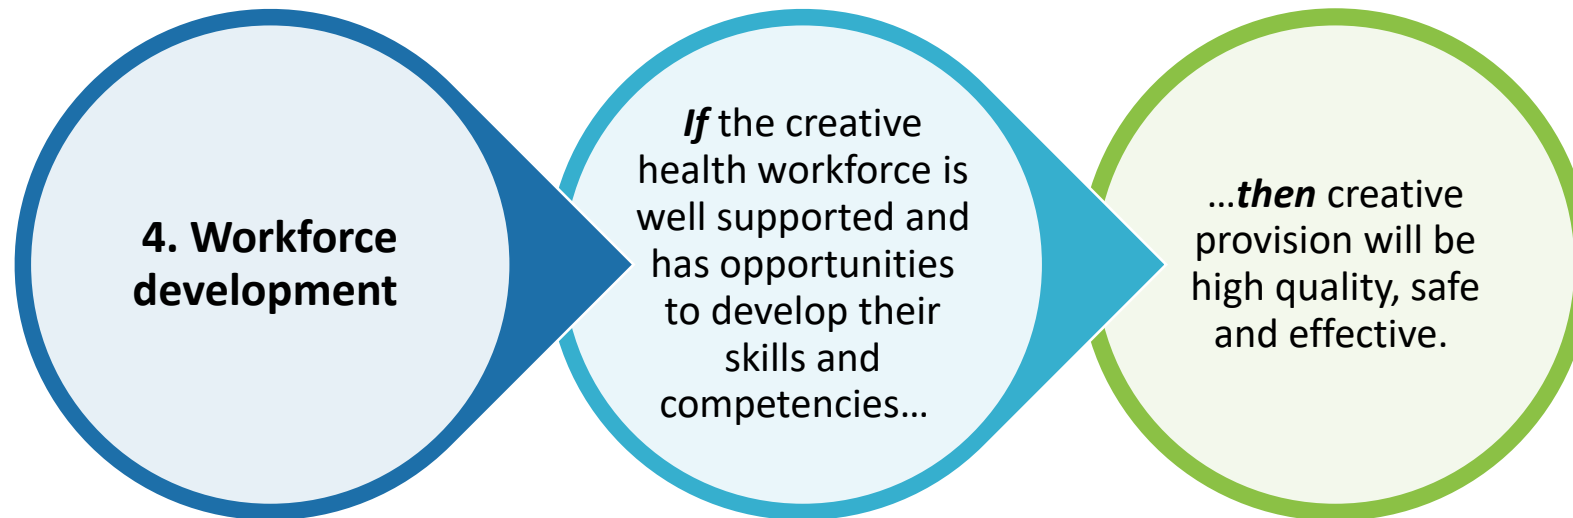 4. Workforce
development
If the creative
health workforce is
well supported and
has opportunities
to develop their
skills and
competencies…
…then creative
provision will be
high quality, safe
and effective.